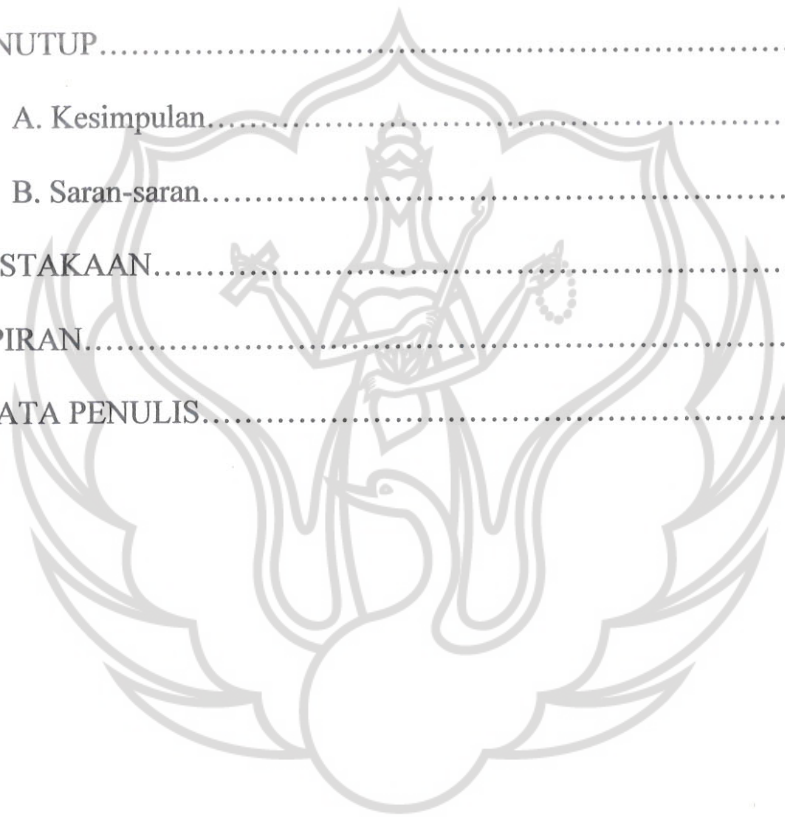 NUTUP..............................................................................
A. Kesimpulan.....................................................................
B. Saran-saran.....................................................................
STAKAAN.......................................................................
PIRAN..............................................................................
ATA PENULIS...................................................................